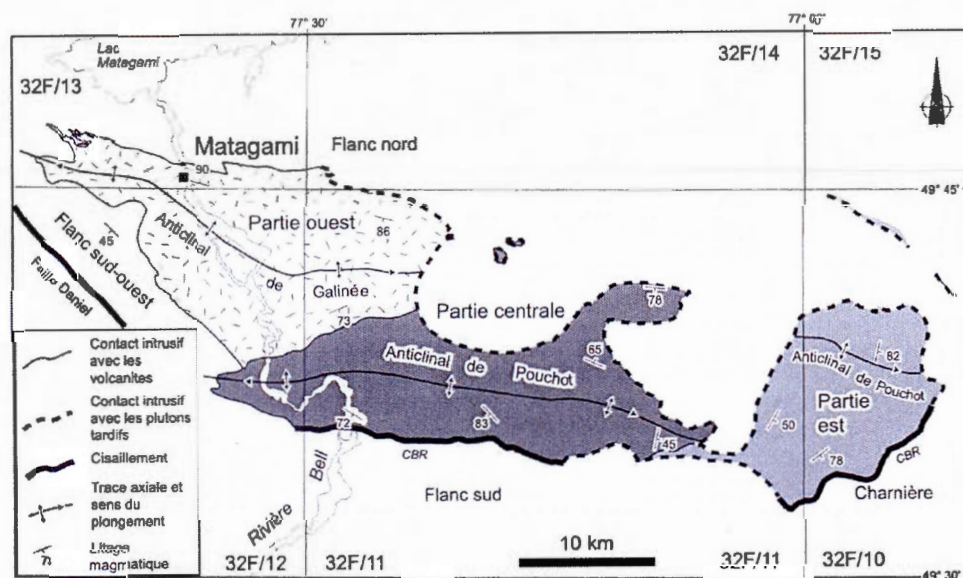 77° 30'
77° 00'
Lac
Matagami
32F/13
32F/14
32F/15
Matagami
Flanc nord
90
49° 45'
Partie ouest
86
45
Anticlinal
de
Galinée
Flanc sud-ouest
Faille Daniel
73
Partie centrale
78
65
Anticlinal de
Pouchot
82
Anticlinal de Pouchot
Partie
est
50
78
72
83
45
CBR
CBR
Charnière
Flanc sud
Rivière
Bell
Contact intrusif
avec les
volcanites
Contact intrusif
avec les plutons
tardifs
Cisaillement
Trace axiale et
sens du
plongement
Litage
magmatique
10 km
32F/12
32F/11
32F/11
32F/10
49° 30'